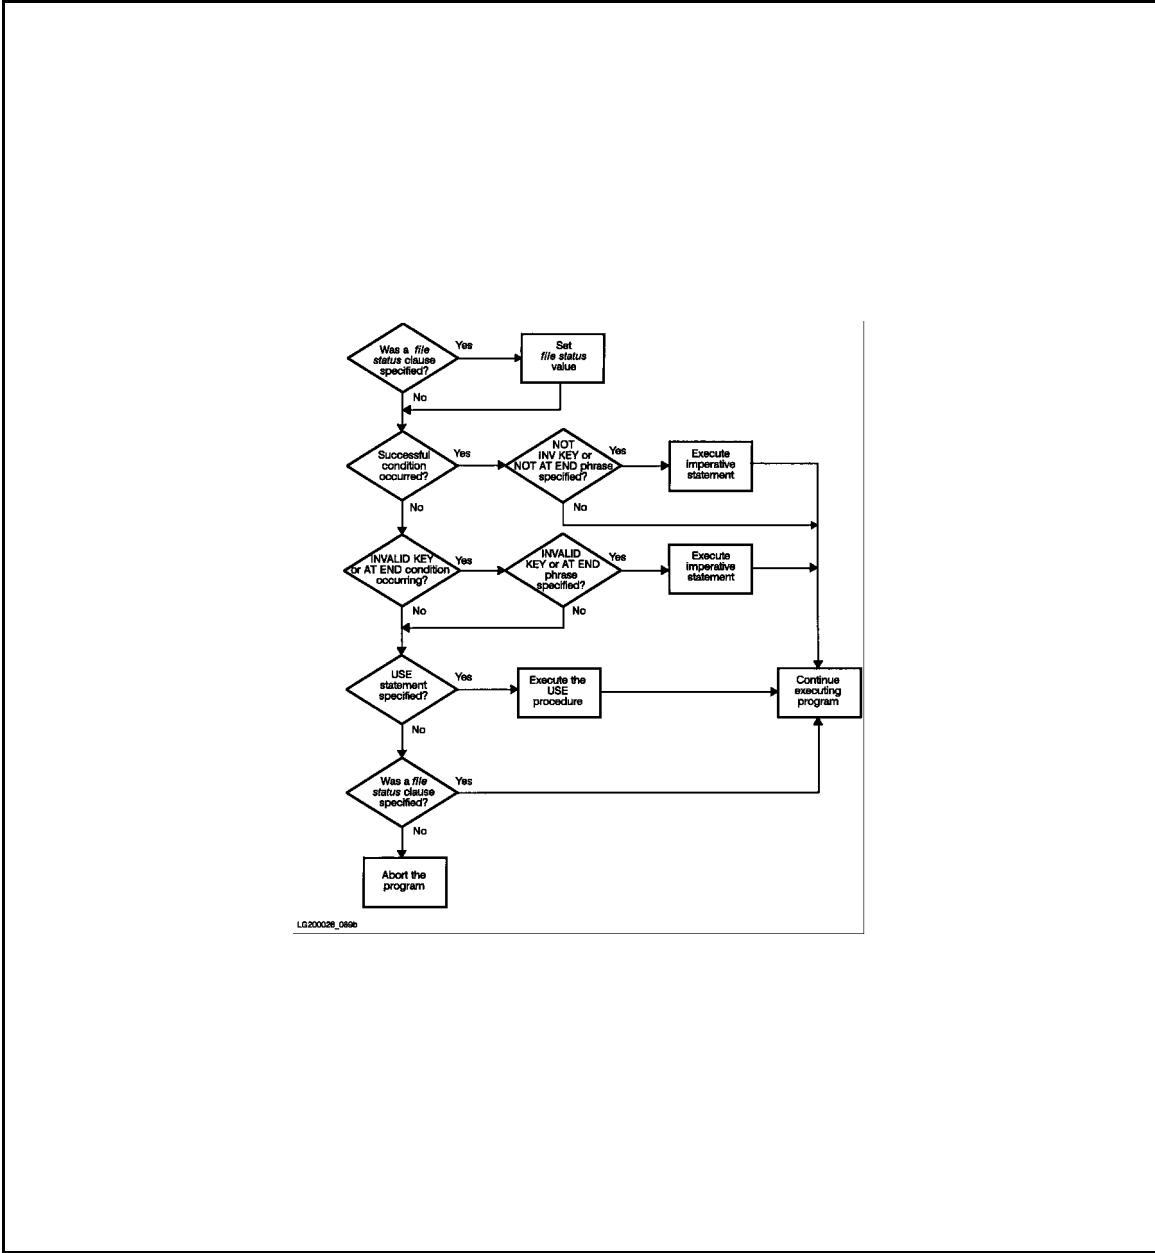 Was a file
status clause
specified?
Yes
Set
file status
value
No
Successful
condition
occurred?
Yes
NOT
INV KEY or
NOT AT END phrase
specified?
Yes
Execute
imperative
statement
No
No
INVALID KEY
or AT END condition
occurring?
Yes
INVALID
KEY or AT END
phrase
specified?
Yes
Execute
imperative
statement
No
No
USE
statement
specified?
Yes
Execute the
USE
procedure
Continue
executing
program
No
Was a file
status clause
specified?
Yes
No
Abort the
program
LG200026_089b